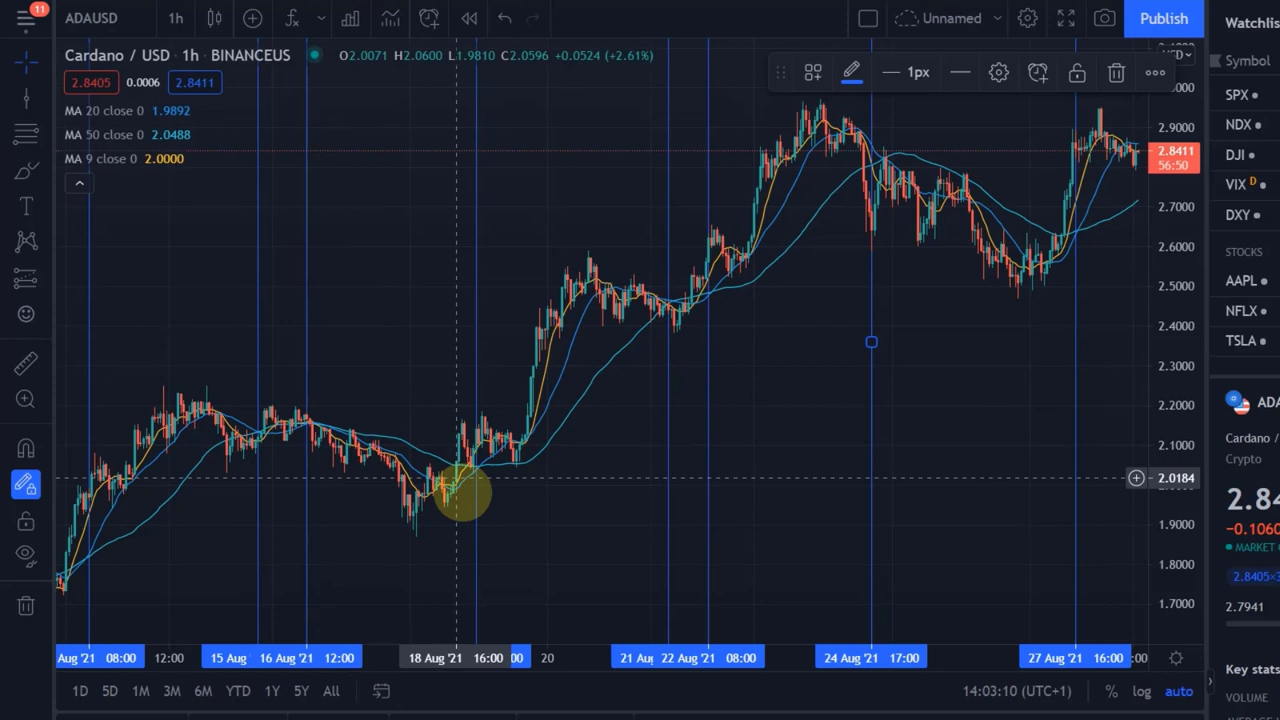 11
ADAUSD
1h
Unnamed
Publish
Watchlis
Cardano / USD · 1h · BINANCEUS
O2.0071 H2.0600 L1.9810 C2.0596 +0.0524 (+2.61%)
2.8405 0.0006 2.8411
1px
MA 20 close 0 1.9892
MA 50 close 0 2.0488
MA 9 close 0 2.0000
Symbol
SPX
NDX
DJI
VIX D
DXY
STOCKS
AAPL
NFLX
TSLA
2.9000
2.8411
56:50
2.7000
2.6000
2.5000
2.4000
2.3000
2.2000
2.1000
2.0184
1.9000
1.8000
1.7000
ADA
Cardano /
Crypto
2.84
−0.1060
MARKET
2.8405×
2.7941
Aug '21 08:00 12:00 15 Aug 16 Aug '21 12:00 18 Aug '21 16:00 :00 20 21 Au 22 Aug '21 08:00 24 Aug '21 17:00 27 Aug '21 16:00 :00
1D 5D 1M 3M 6M YTD 1Y 5Y All
14:03:10 (UTC+1) % log auto
Key stats
VOLUME